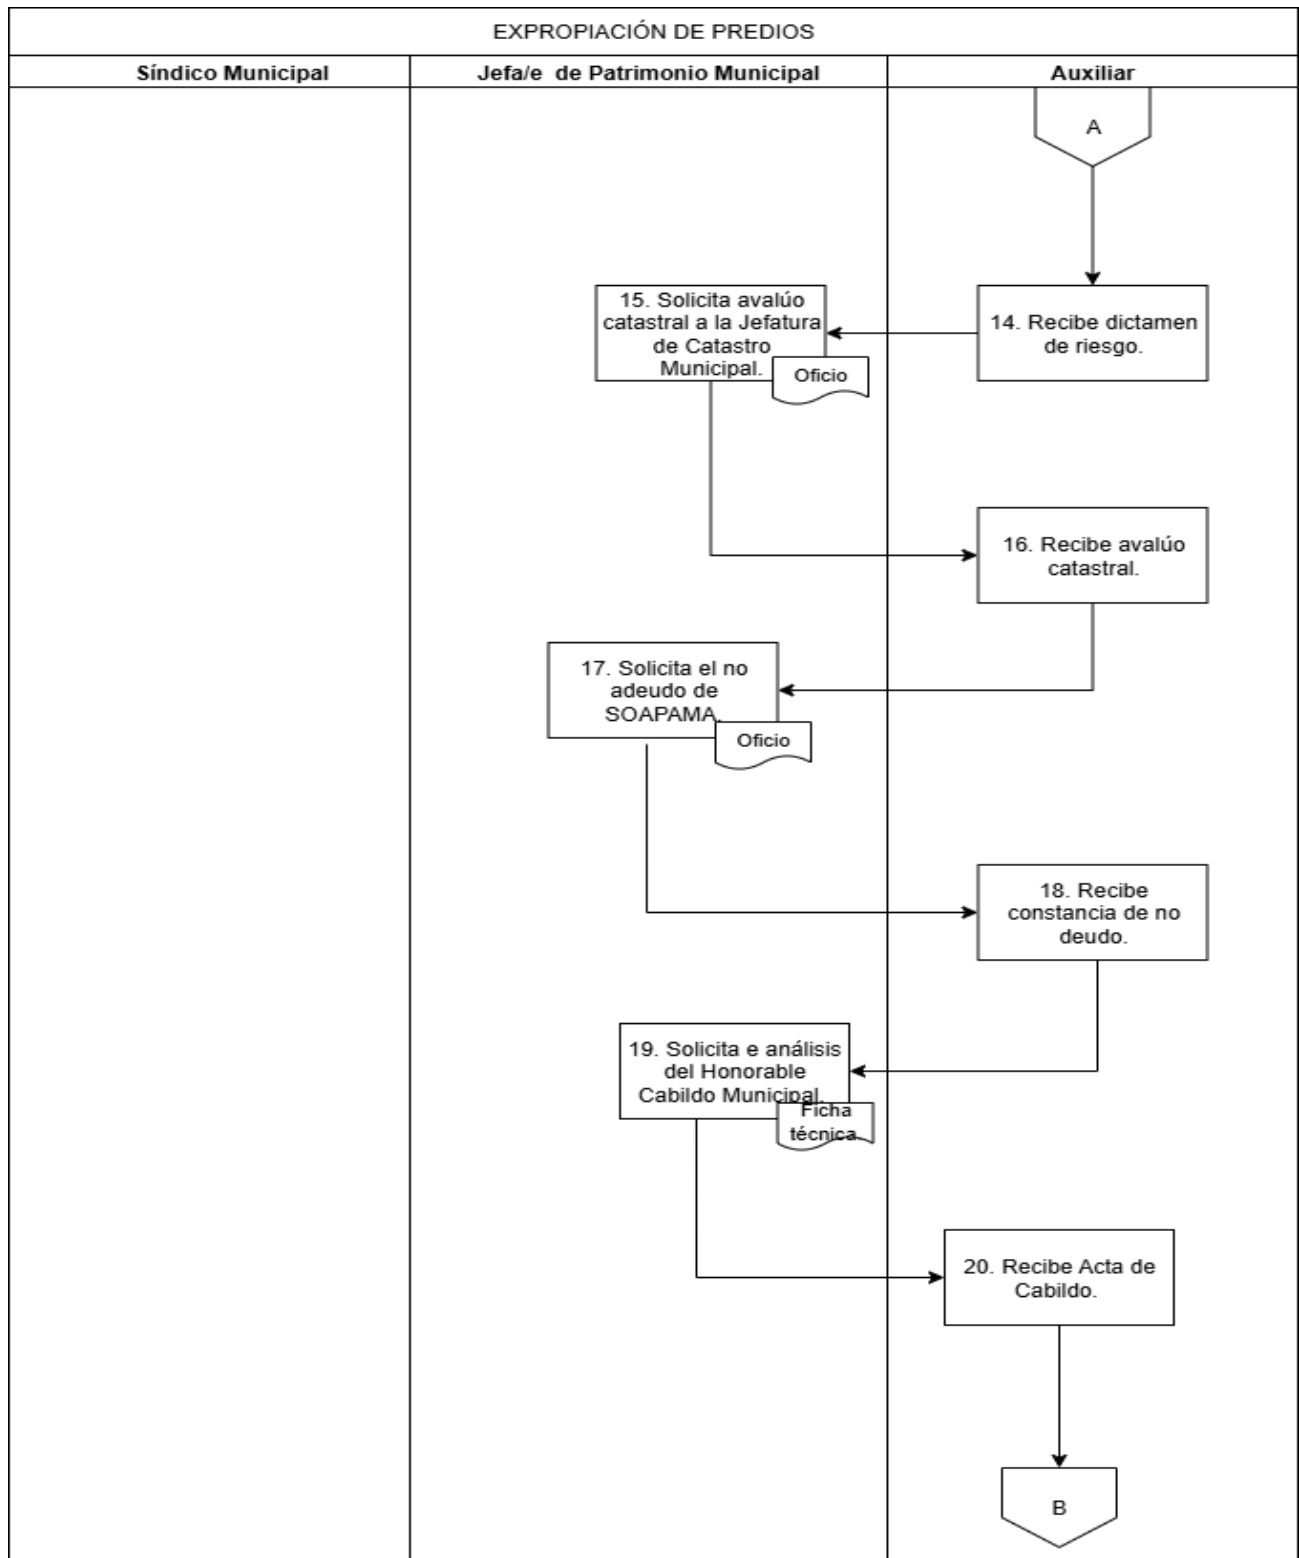 EXPROPIACIÓN DE PREDIOS
Síndico Municipal
Jefa/e de Patrimonio Municipal
Auxiliar
A
14. Recibe dictamen
de riesgo.
15. Solicita avalúo
catastral a la Jefatura
de Catastro
Municipal.
Oficio
16. Recibe avalúo
catastral.
17. Solicita el no
adeudo de
SOAPAMA.
Oficio
18. Recibe
constancia de no
deudo.
19. Solicita e análisis
del Honorable
Cabildo Municipal.
Ficha
técnica.
20. Recibe Acta de
Cabildo.
B